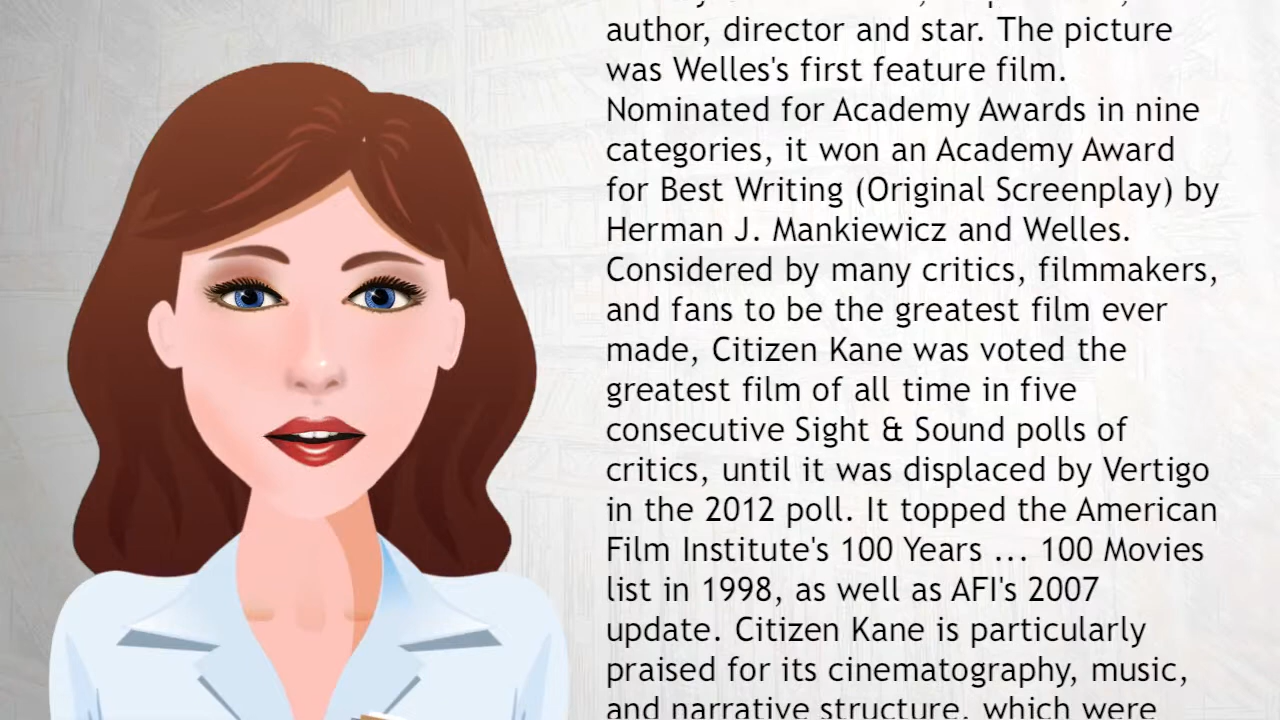 author, director and star. The picture
was Welles's first feature film.
Nominated for Academy Awards in nine
categories, it won an Academy Award
for Best Writing (Original Screenplay) by
Herman J. Mankiewicz and Welles.
Considered by many critics, filmmakers,
and fans to be the greatest film ever
made, Citizen Kane was voted the
greatest film of all time in five
consecutive Sight & Sound polls of
critics, until it was displaced by Vertigo
in the 2012 poll. It topped the American
Film Institute's 100 Years ... 100 Movies
list in 1998, as well as AFI's 2007
update. Citizen Kane is particularly
praised for its cinematography, music,
and narrative structure, which were